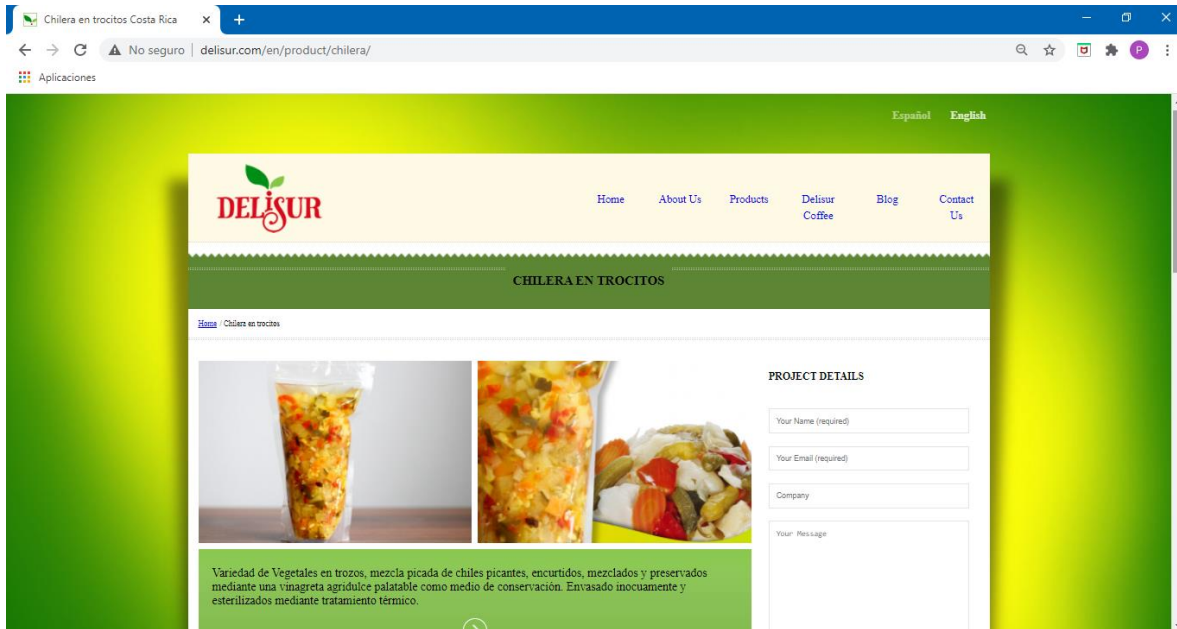 Chilera en trocitos Costa Rica
No seguro | delisur.com/en/product/chilera/
P
Aplicaciones
Español English
DELISUR
Home About Us Products Delisur Coffee Blog Contact Us
CHILERA EN TROCITOS
Home / Chilera en trocitos
PROJECT DETAILS
Your Name (required)
Your Email (required)
Company
Your Message
Variedad de Vegetales en trozos, mezcla picada de chiles picantes, encurtidos, mezclados y preservados
mediante una vinagreta agridulce palatable como medio de conservación. Envasado inocuamente y
esterilizados mediante tratamiento térmico.